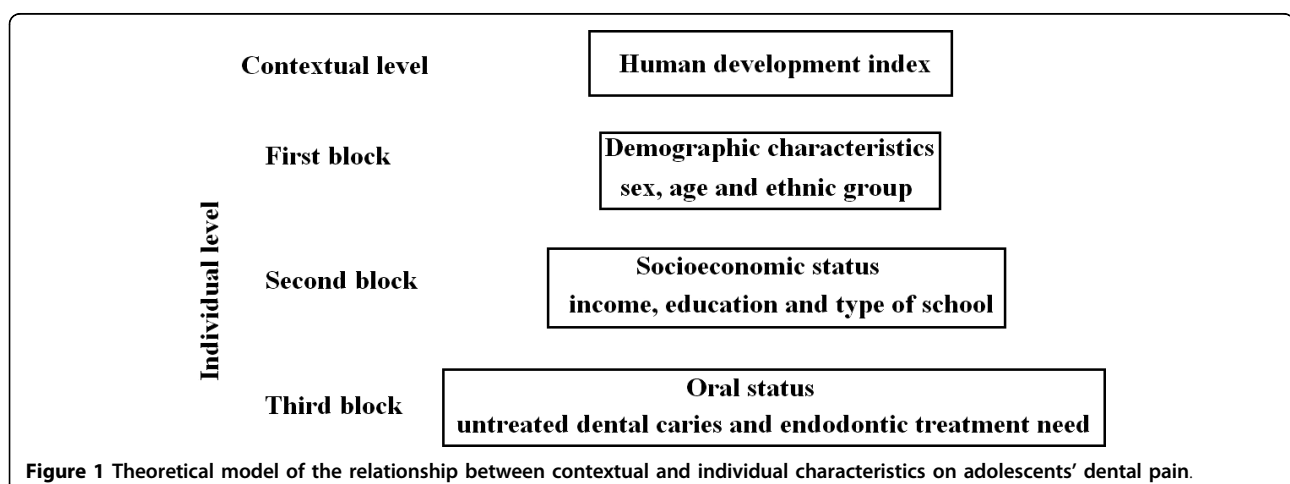 Contextual level
Human development index
First block
Demographic characteristics
sex, age and ethnic group
Individual level
Second block
Socioeconomic status
income, education and type of school
Third block
Oral status
untreated dental caries and endodontic treatment need
Figure 1 Theoretical model of the relationship between contextual and individual characteristics on adolescents’ dental pain.